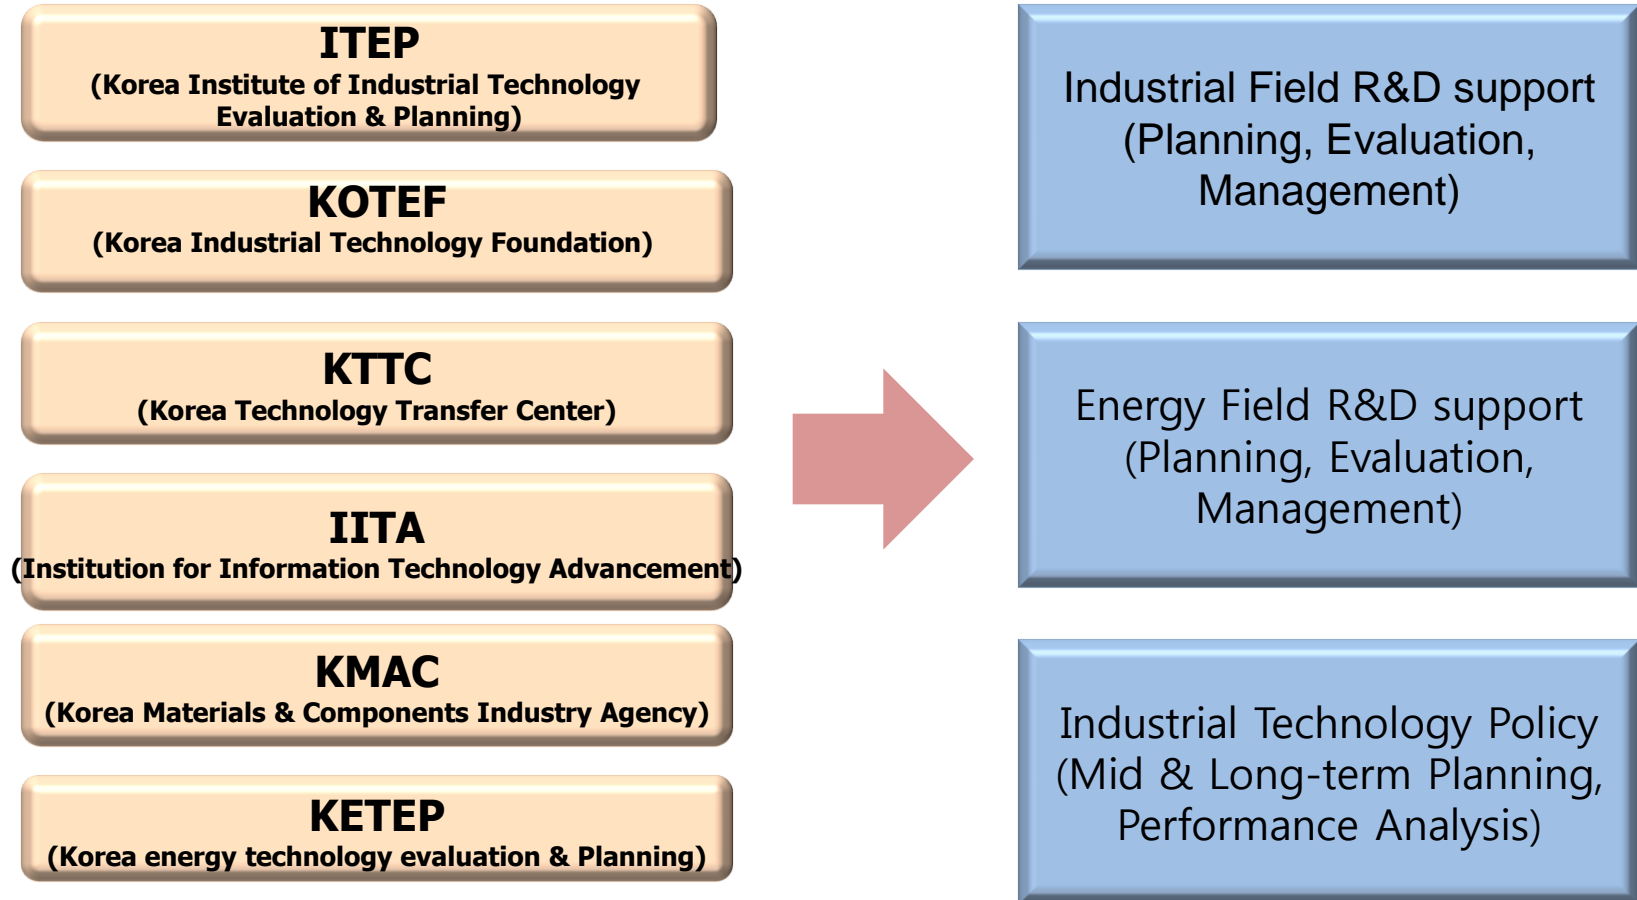 ITEP
(Korea Institute of Industrial Technology
Evaluation & Planning)
KOTEF
(Korea Industrial Technology Foundation)
KTTC
(Korea Technology Transfer Center)
IITA
(Institution for Information Technology Advancement)
KMAC
(Korea Materials & Components Industry Agency)
KETEP
(Korea energy technology evaluation & Planning)
Industrial Field R&D support
(Planning, Evaluation,
Management)
Energy Field R&D support
(Planning, Evaluation,
Management)
Industrial Technology Policy
(Mid & Long-term Planning,
Performance Analysis)